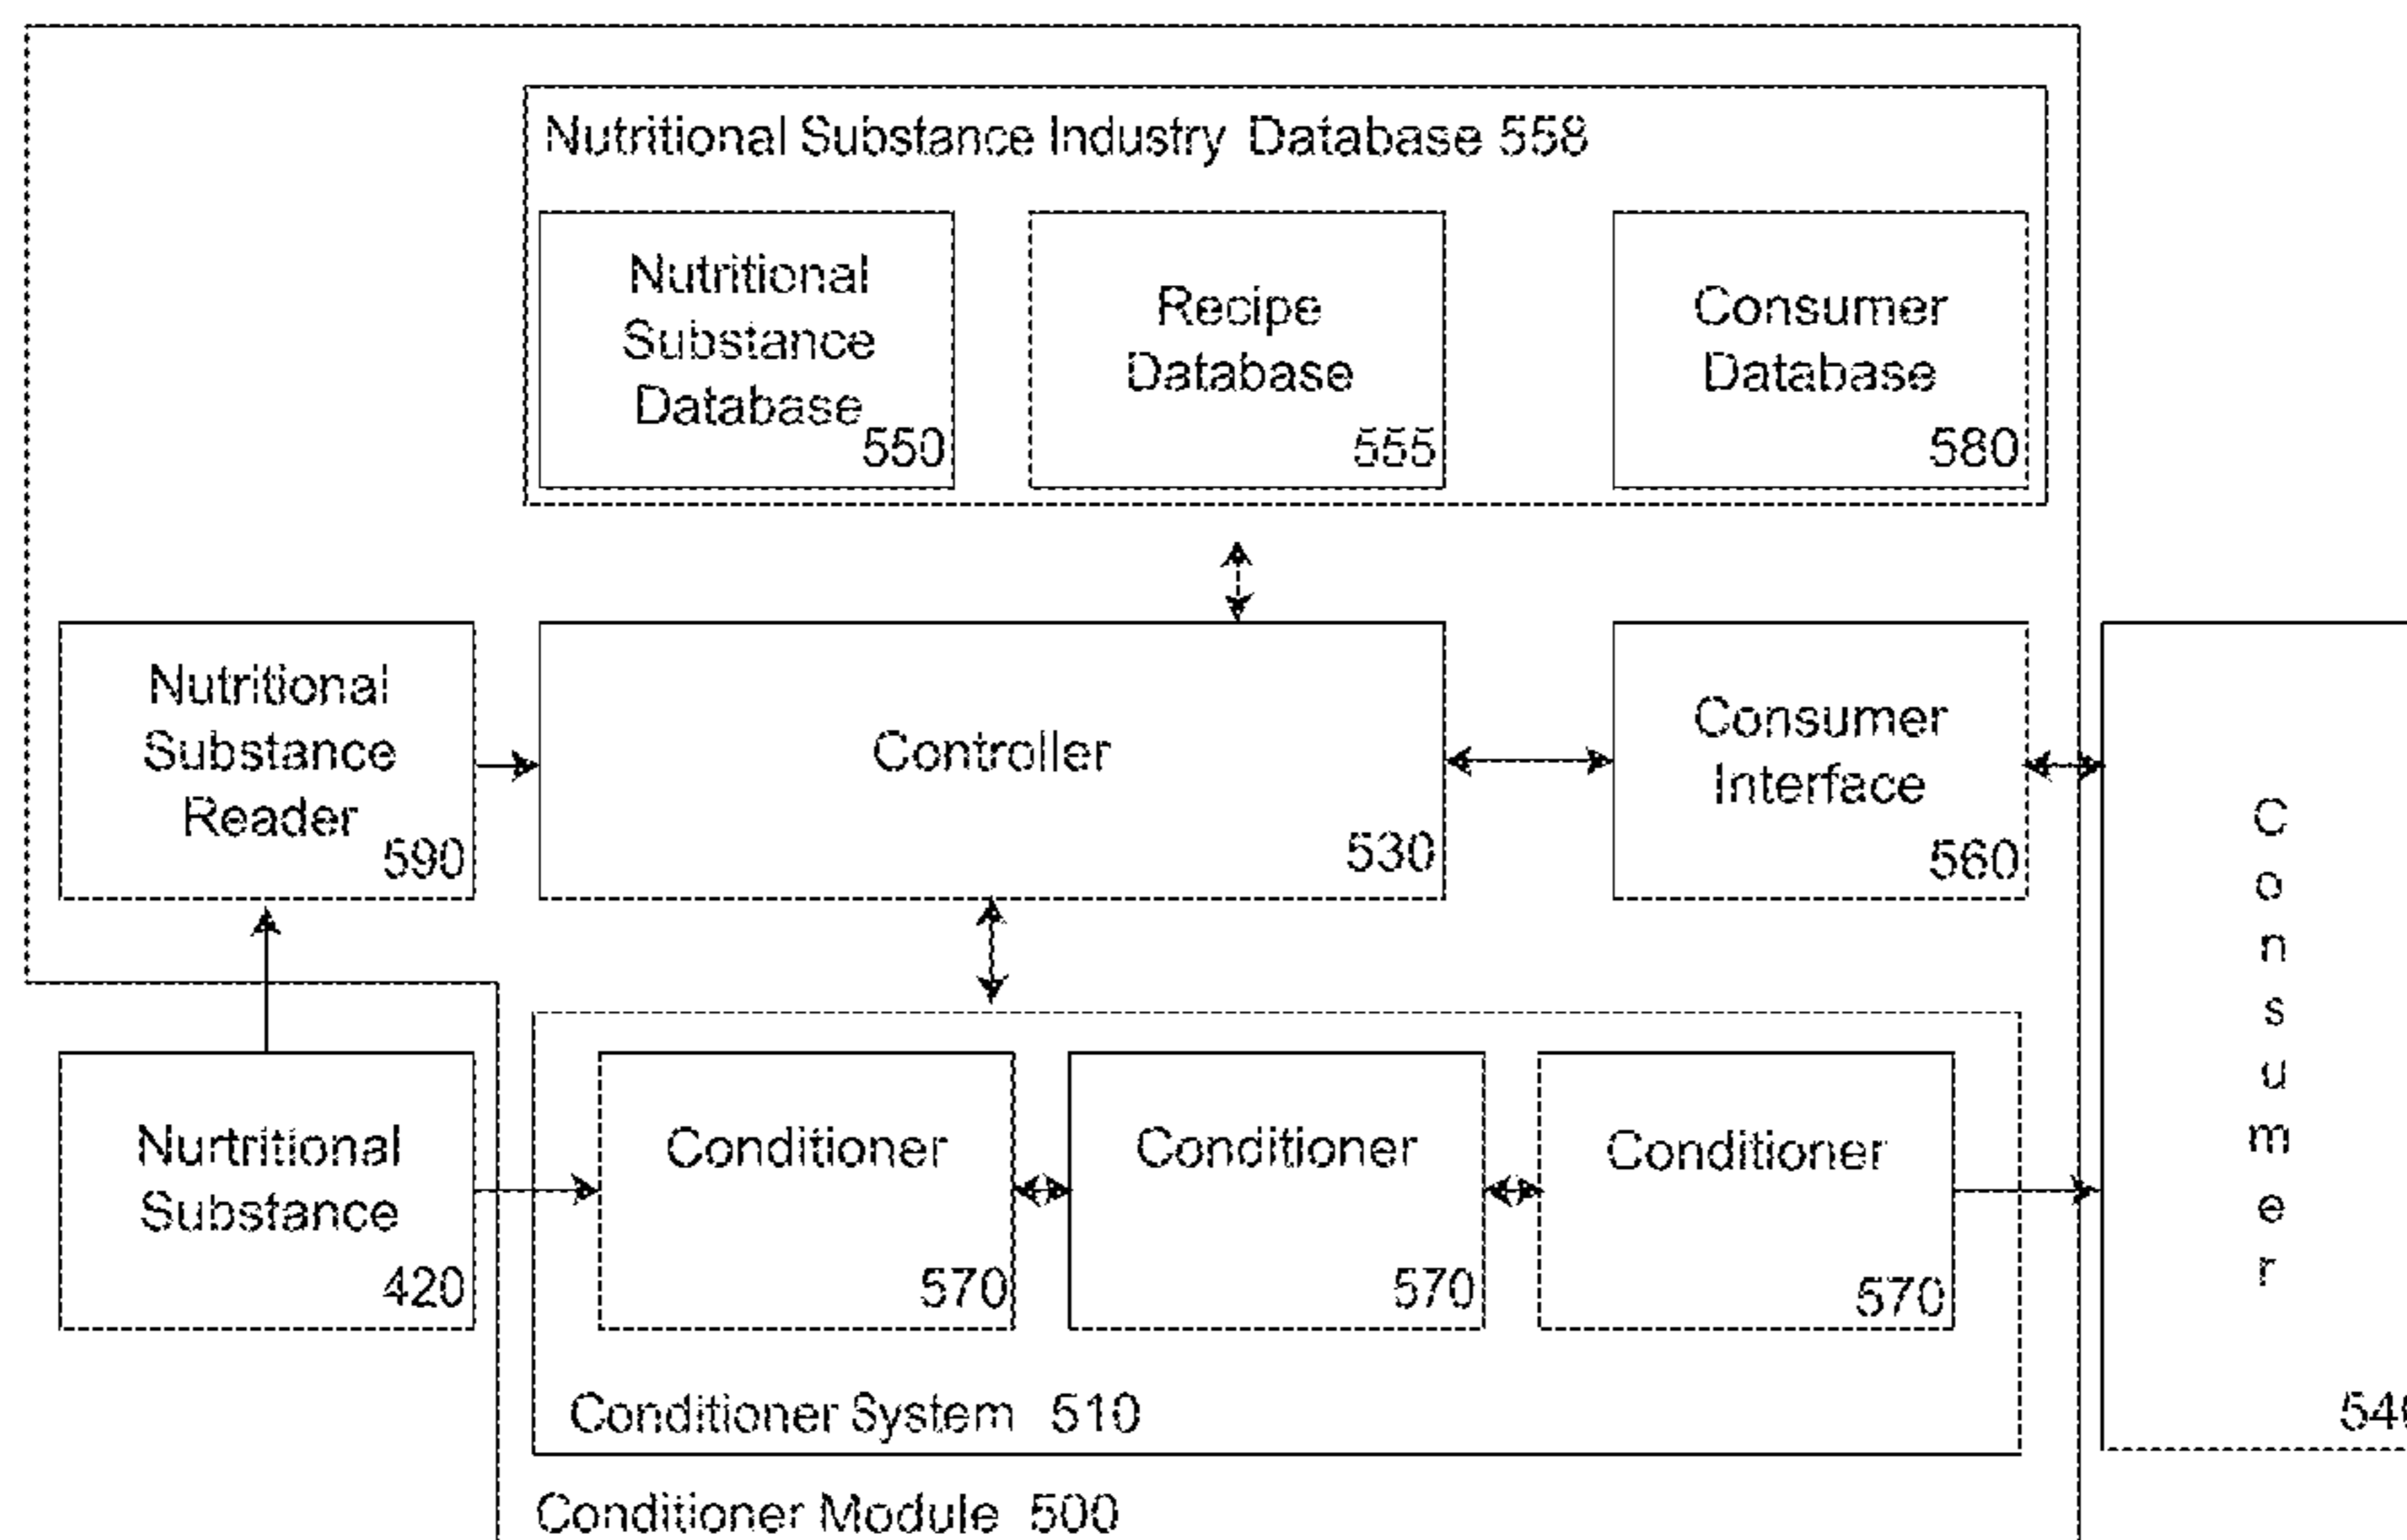 Nutritional Substance Industry Database 558
Nutritional
Substance
Database
550
Recipe
Database
555
Consumer
Database
580
Nutritional
Substance
Reader
590
Controller
530
Consumer
Interface
560
Consumer
Nurtritional
Substance
420
Conditioner
570
Conditioner
570
Conditioner
570
Conditioner System 510
Conditioner Module 500